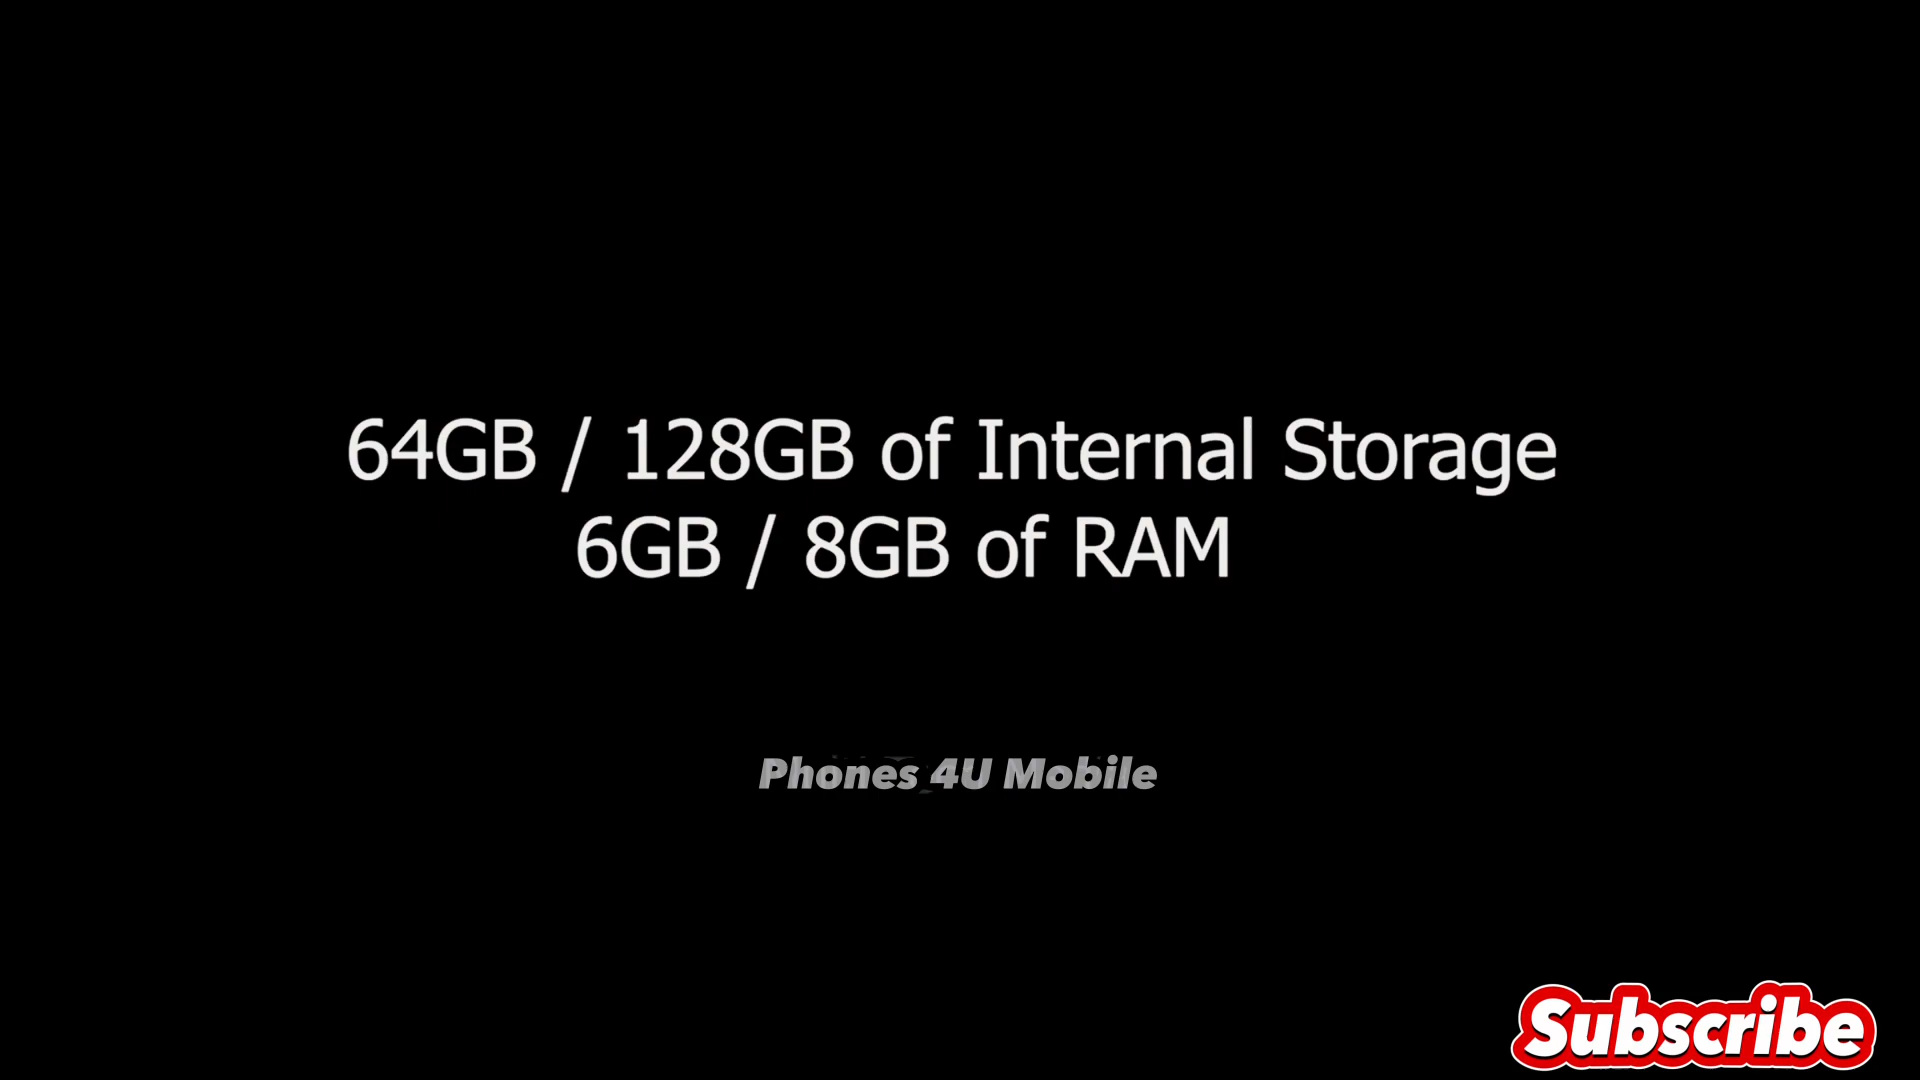 64GB / 128GB of Internal Storage
6GB / 8GB of RAM
Phones 4U Mobile
Subscribe